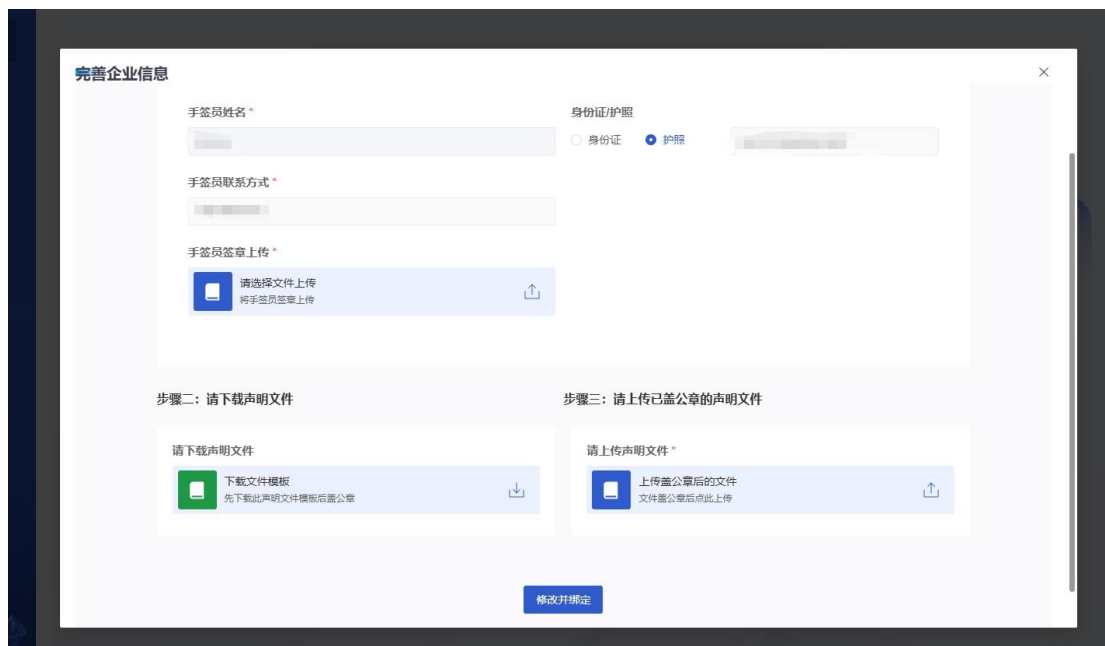 完善企业信息
手签员姓名 *
身份证/护照
身份证
护照
手签员联系方式 *
手签员签章上传 *
请选择文件上传
将手签员签章上传
步骤二：请下载声明文件
步骤三：请上传已盖公章的声明文件
请下载声明文件
请上传声明文件 *
下载文件模板
先下载此声明文件模板后盖公章
上传盖公章后的文件
文件盖公章后点此上传
修改并绑定